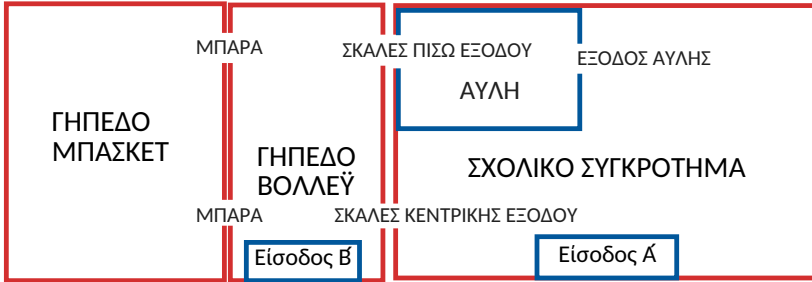 ΜΠΑΡΑ
ΣΚΑΛΕΣ ΠΙΣΩ ΕΞΟΔΟΥ
ΕΞΟΔΟΣ ΑΥΛΗΣ
ΑΥΛΗ
ΓΗΠΕΔΟ
ΜΠΑΣΚΕΤ
ΓΗΠΕΔΟ
ΒΟΛΛΕΫ
ΣΧΟΛΙΚΟ ΣΥΓΚΡΟΤΗΜΑ
ΜΠΑΡΑ
ΣΚΑΛΕΣ ΚΕΝΤΡΙΚΗΣ ΕΞΟΔΟΥ
Είσοδος Β΄
Είσοδος Α΄